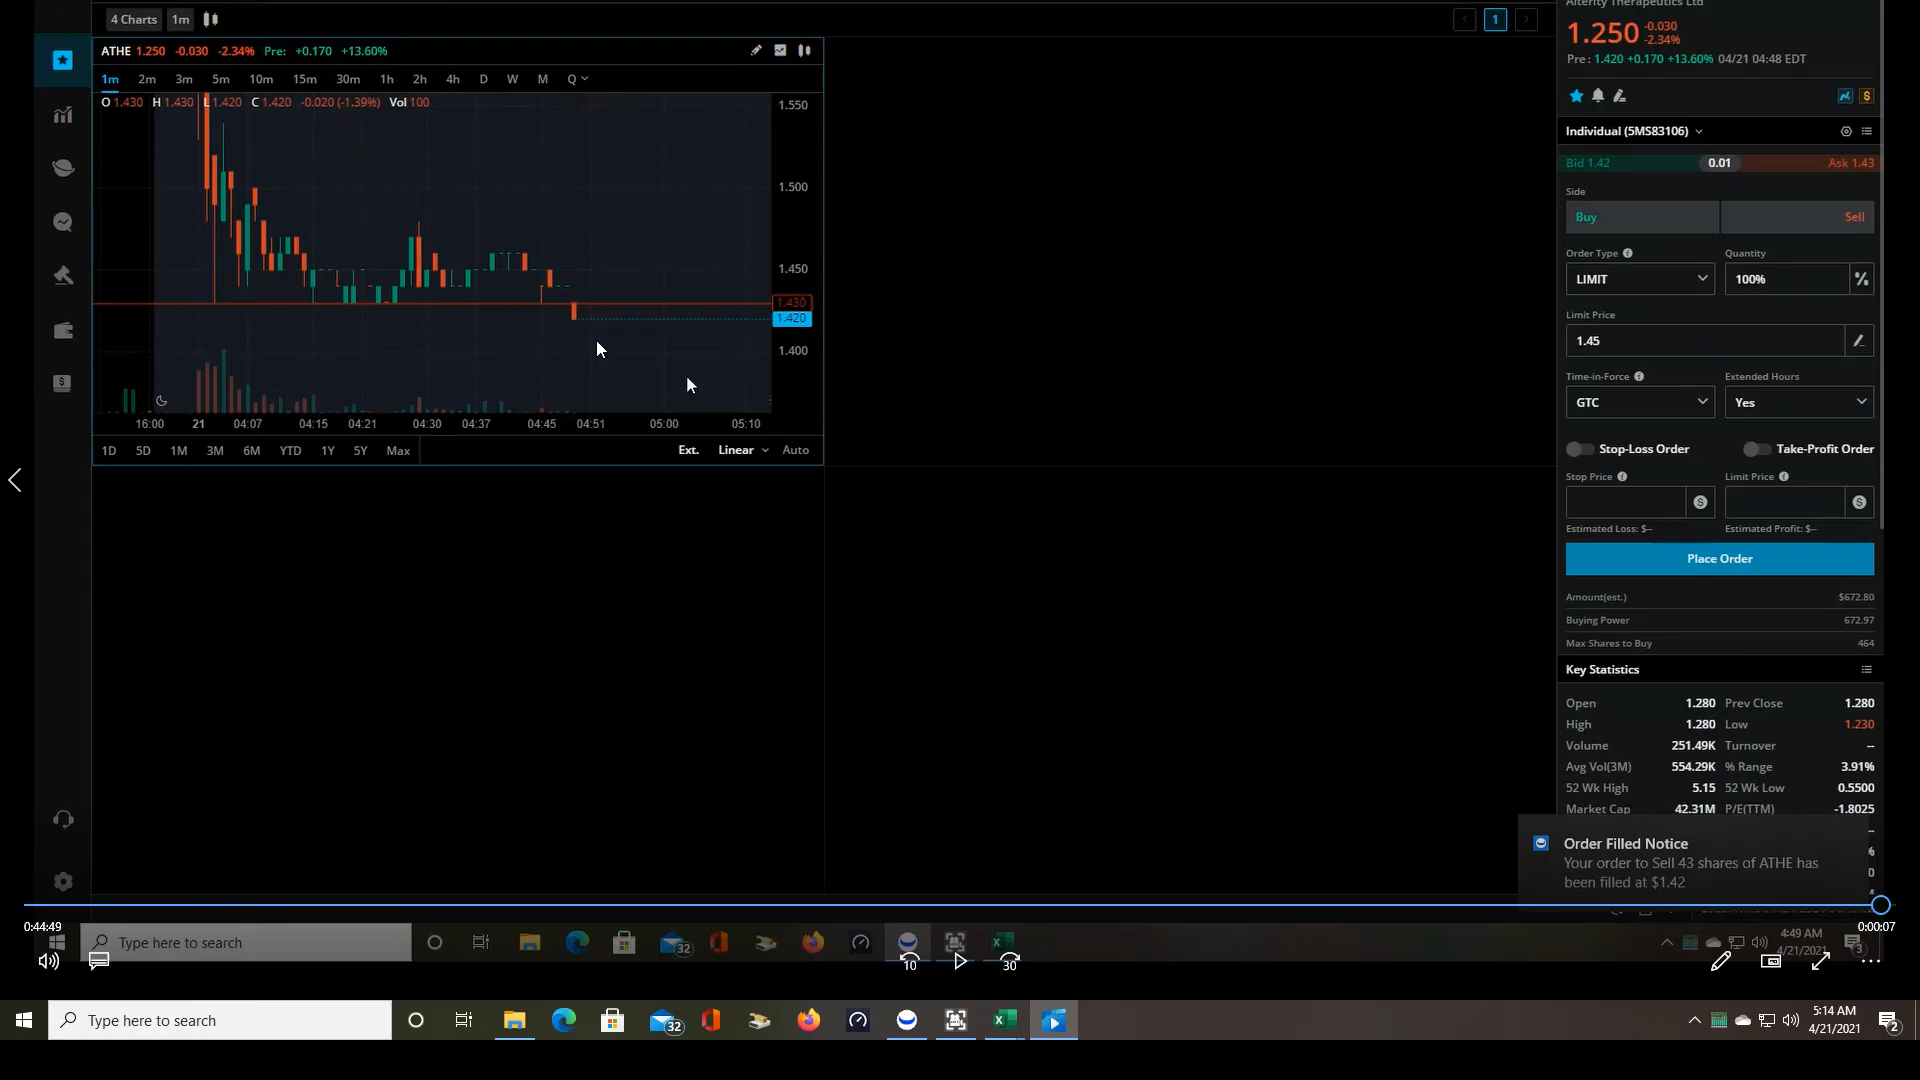 4 Charts 1m
1
ATHE 1.250 -0.030 -2.34% Pre: +0.170 +13.60%
1m 2m 3m 5m 10m 15m 30m 1h 2h 4h D W M Q
O 1.430 H 1.430 L 1.420 C 1.420 -0.020 (-1.39%) Vol 100
1.550
1.500
1.450
1.430
1.420
1.400
16:00 21 04:07 04:15 04:21 04:30 04:37 04:45 04:51 05:00 05:10
1D 5D 1M 3M 6M YTD 1Y 5Y Max Ext. Linear Auto
Alterity Therapeutics Ltd
1.250 -0.030
-2.34%
Pre: 1.420 +0.170 +13.60% 04/21 04:48 EDT
Individual (5MS83106)
Bid 1.42 0.01 Ask 1.43
Side
Buy Sell
Order Type Quantity
LIMIT 100%
Limit Price
1.45
Time-in-Force Extended Hours
GTC Yes
Stop-Loss Order Take-Profit Order
Stop Price Limit Price
Estimated Loss: $-- Estimated Profit: $--
Place Order
Amount(est.) $672.80
Buying Power 672.97
Max Shares to Buy 464
Key Statistics
Open 1.280 Prev Close 1.280
High 1.280 Low 1.230
Volume 251.49K Turnover --
Avg Vol(3M) 554.29K % Range 3.91%
52 Wk High 5.15 52 Wk Low 0.5500
Market Cap 42.31M P/E(TTM) -1.8025
Order Filled Notice
Your order to Sell 43 shares of ATHE has
been filled at $1.42
0:44:49 0:00:07
Type here to search 32 4:49 AM
4/21/2021 3
10 30
Type here to search 32 5:14 AM
4/21/2021 2